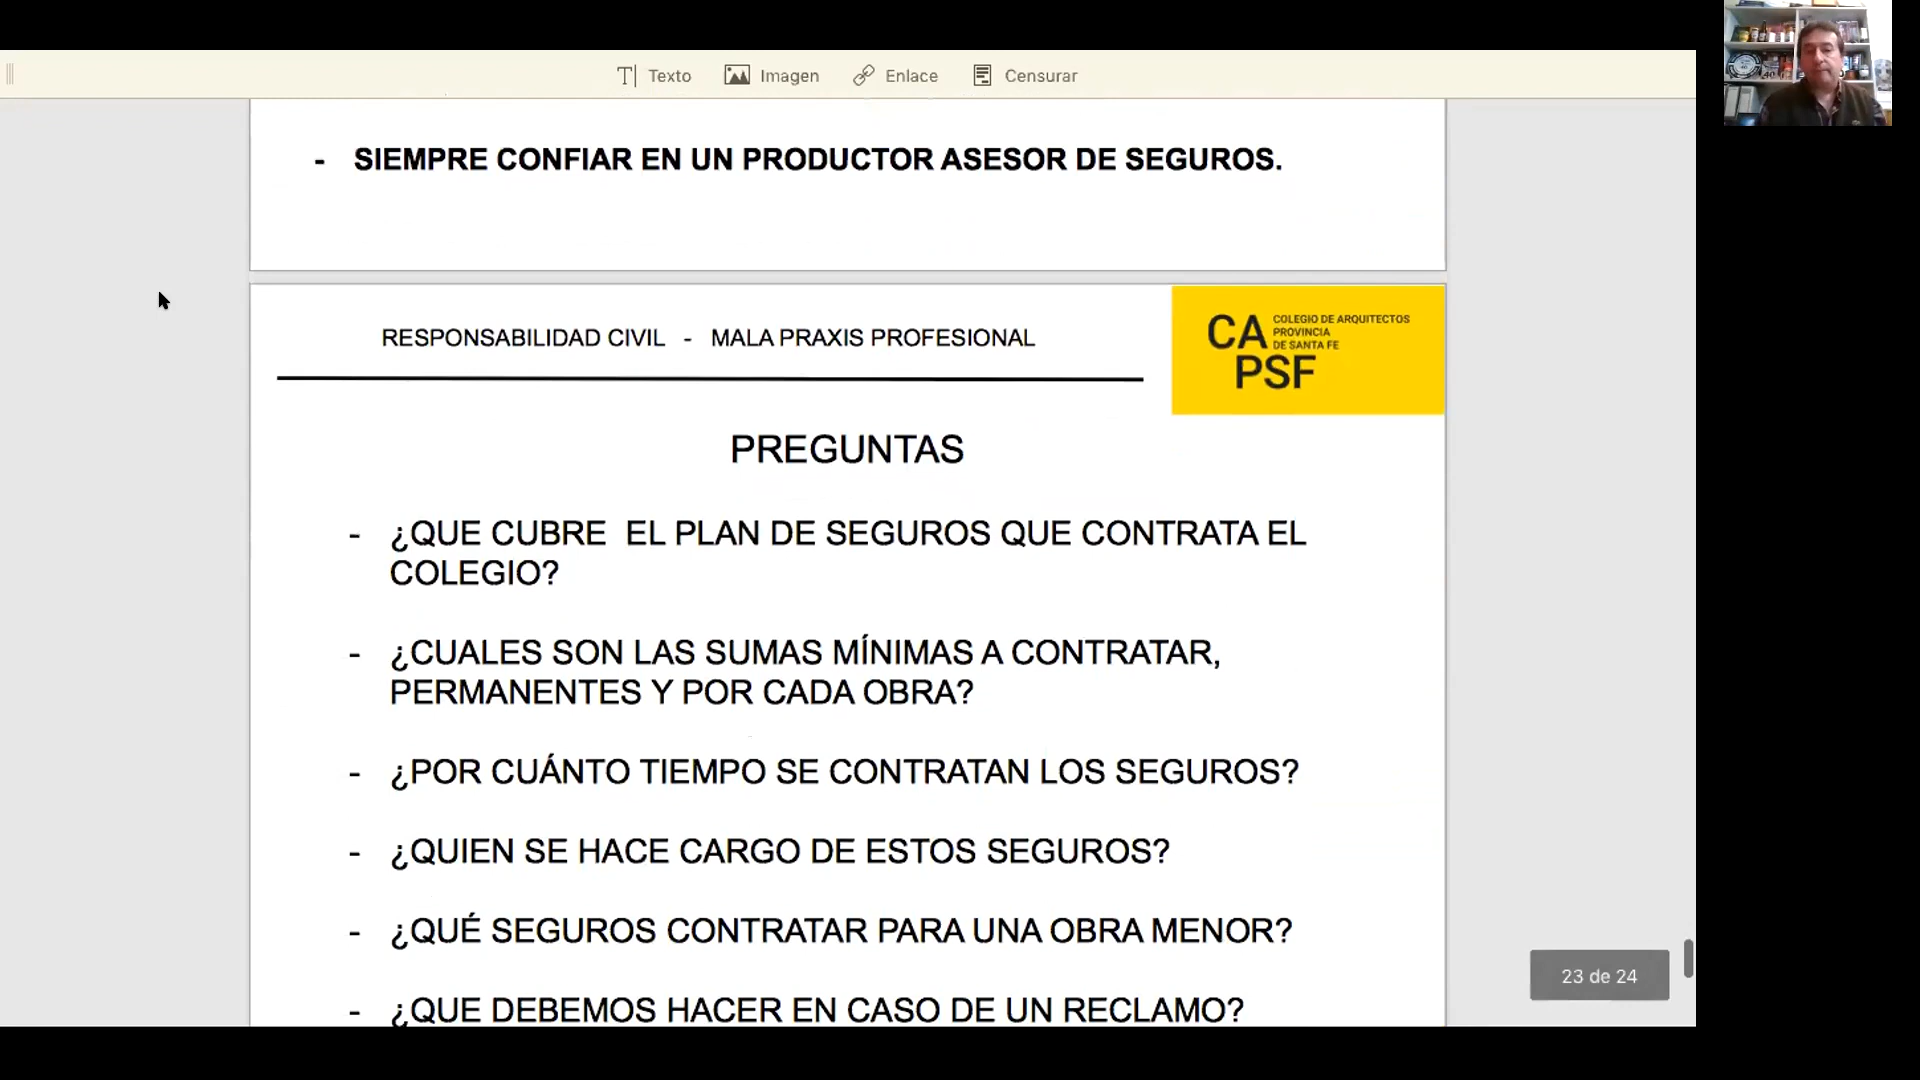 Texto
Imagen
Enlace
Censurar
- SIEMPRE CONFIAR EN UN PRODUCTOR ASESOR DE SEGUROS.
RESPONSABILIDAD CIVIL - MALA PRAXIS PROFESIONAL
CA
PSF
COLEGIO DE ARQUITECTOS
PROVINCIA
DE SANTA FE
PREGUNTAS
- ¿QUE CUBRE EL PLAN DE SEGUROS QUE CONTRATA EL
COLEGIO?
- ¿CUALES SON LAS SUMAS MÍNIMAS A CONTRATAR,
PERMANENTES Y POR CADA OBRA?
- ¿POR CUÁNTO TIEMPO SE CONTRATAN LOS SEGUROS?
- ¿QUIEN SE HACE CARGO DE ESTOS SEGUROS?
- ¿QUÉ SEGUROS CONTRATAR PARA UNA OBRA MENOR?
- ¿QUE DEBEMOS HACER EN CASO DE UN RECLAMO?
23 de 24